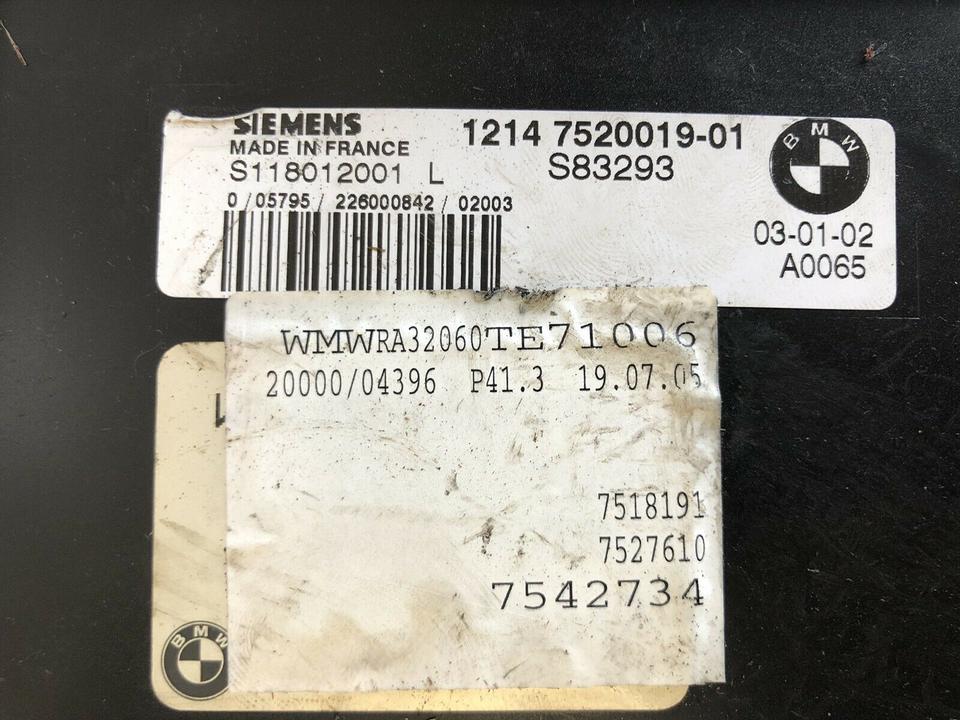 SIEMENS
MADE IN FRANCE
S118012001 L
0/05795/226000842/02003
1214 7520019-01
S83293
BMW
03-01-02
A0065
WMWRA32060TE71006
20000/04396 P41.3 19.07.05
7518191
7527610
7542734
BMW